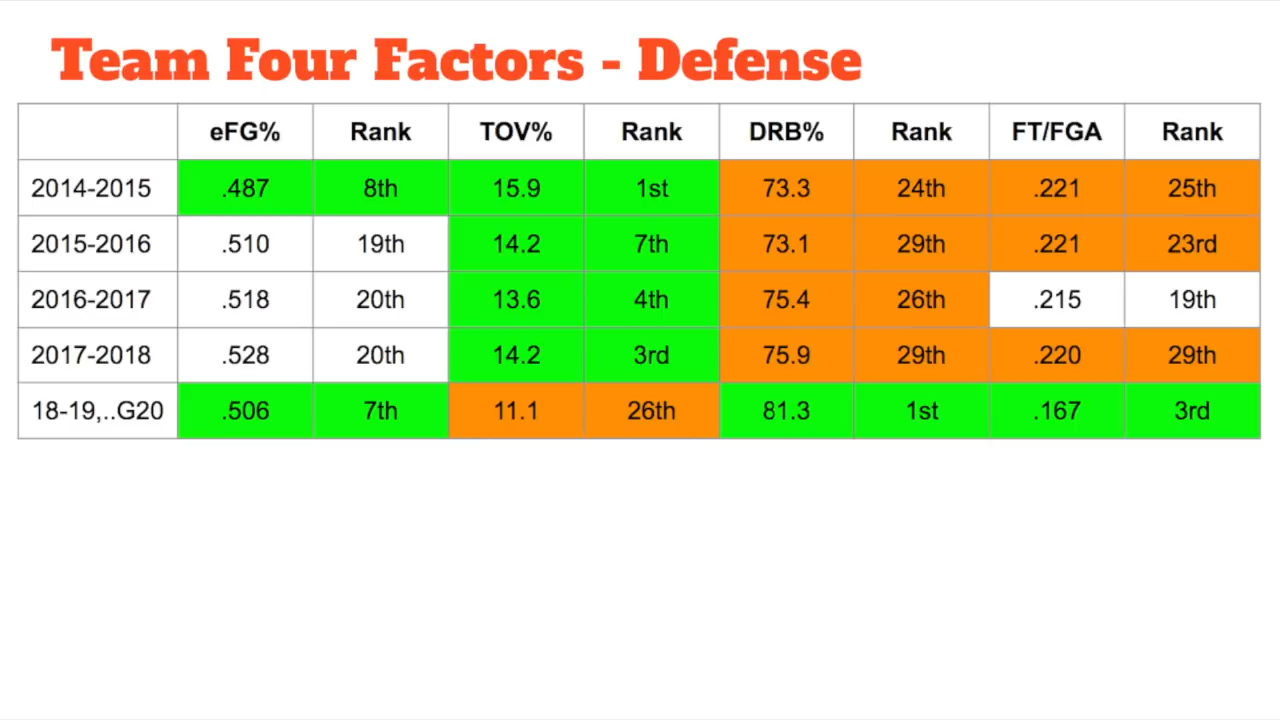 Team Four Factors - Defense
eFG% Rank TOV% Rank DRB% Rank FT/FGA Rank
2014-2015 .487 8th 15.9 1st 73.3 24th .221 25th
2015-2016 .510 19th 14.2 7th 73.1 29th .221 23rd
2016-2017 .518 20th 13.6 4th 75.4 26th .215 19th
2017-2018 .528 20th 14.2 3rd 75.9 29th .220 29th
18-19,..G20 .506 7th 11.1 26th 81.3 1st .167 3rd